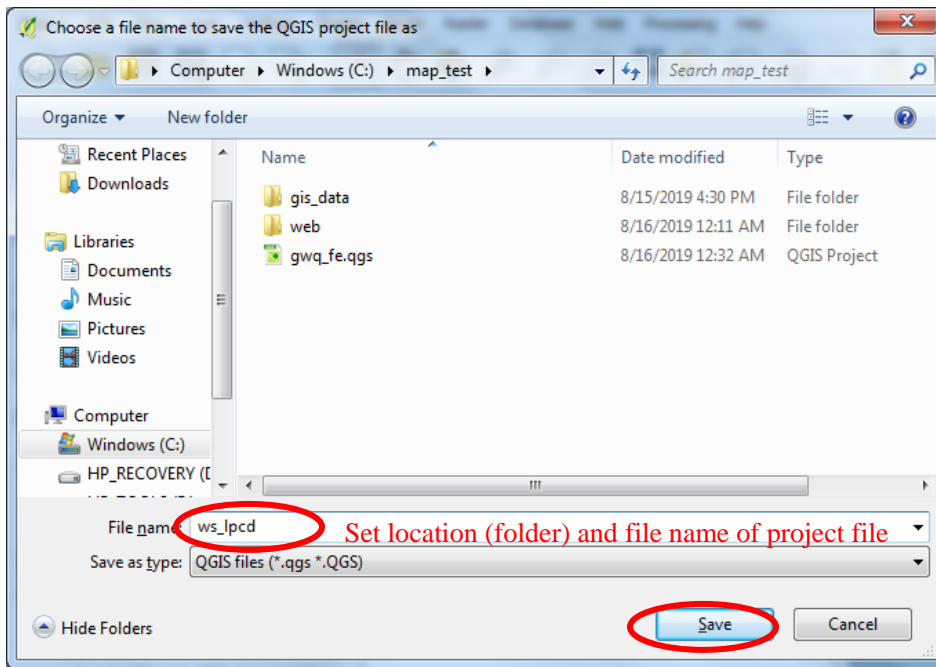 Choose a file name to save the QGIS project file as
Computer Windows (C:) map_test Search map_test
Organize New folder
Name Date modified Type
Recent Places
Downloads
Libraries
Documents
Music
Pictures
Videos
Computer
Windows (C:)
HP_RECOVERY (D
gis_data 8/15/2019 4:30 PM File folder
web 8/16/2019 12:11 AM File folder
gwq_fe.qgs 8/16/2019 12:32 AM QGIS Project
File name: ws_lpcd Set location (folder) and file name of project file
Save as type: QGIS files (*.qgs *.QGS)
Hide Folders Save Cancel